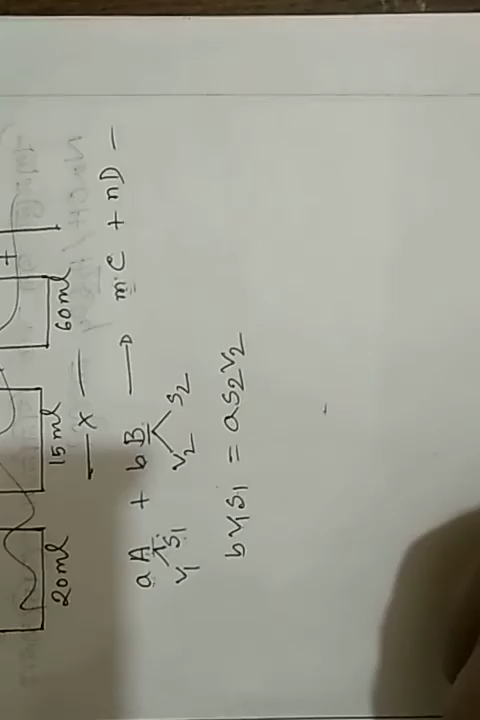 20ml 15ml 60ml +
— x —
aA + bB → mC + nD -
V1 S1 V2 S2
bV1S1 = aS2V2